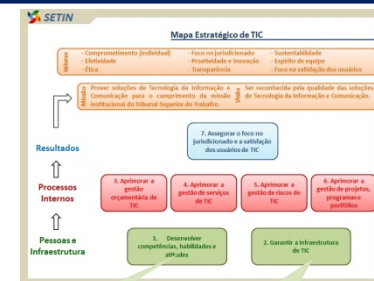 SETIN
Mapa Estratégico de TIC
Valores
- Comprometimento (individual)
- Efetividade
- Ética
- Foco no jurisdicionado
- Proatividade e Inovação
- Transparência
- Sustentabilidade
- Espírito de equipe
- Foco na satisfação dos usuários
Missão
Prover soluções de Tecnologia da Informação e
Comunicação para o cumprimento da missão
institucional do Tribunal Superior do Trabalho.
Visão
Ser reconhecida pela qualidade das soluções
de Tecnologia da Informação e Comunicação.
Resultados
7. Assegurar o foco no
jurisdicionado e a satisfação
dos usuários de TIC
Processos
Internos
3. Aprimorar a
gestão
orçamentária de
TIC
4. Aprimorar a
gestão de serviços
de TIC
5. Aprimorar a
gestão de riscos de
TIC
6. Aprimorar a
gestão de projetos,
programas e
portfólios
Pessoas e
Infraestrutura
1. Desenvolver
competências, habilidades e
atitudes
2. Garantir a infraestrutura
de TIC